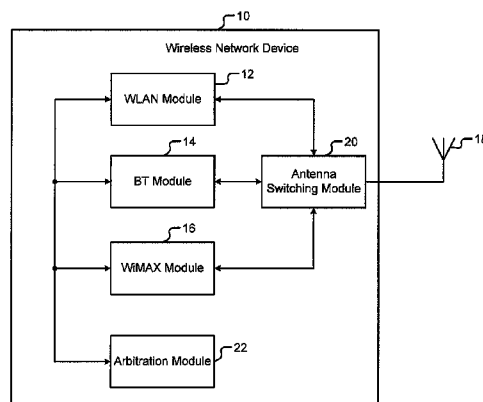 10
Wireless Network Device
12
WLAN Module
14
BT Module
20
Antenna
Switching Module
18
16
WiMAX Module
Arbitration Module
22